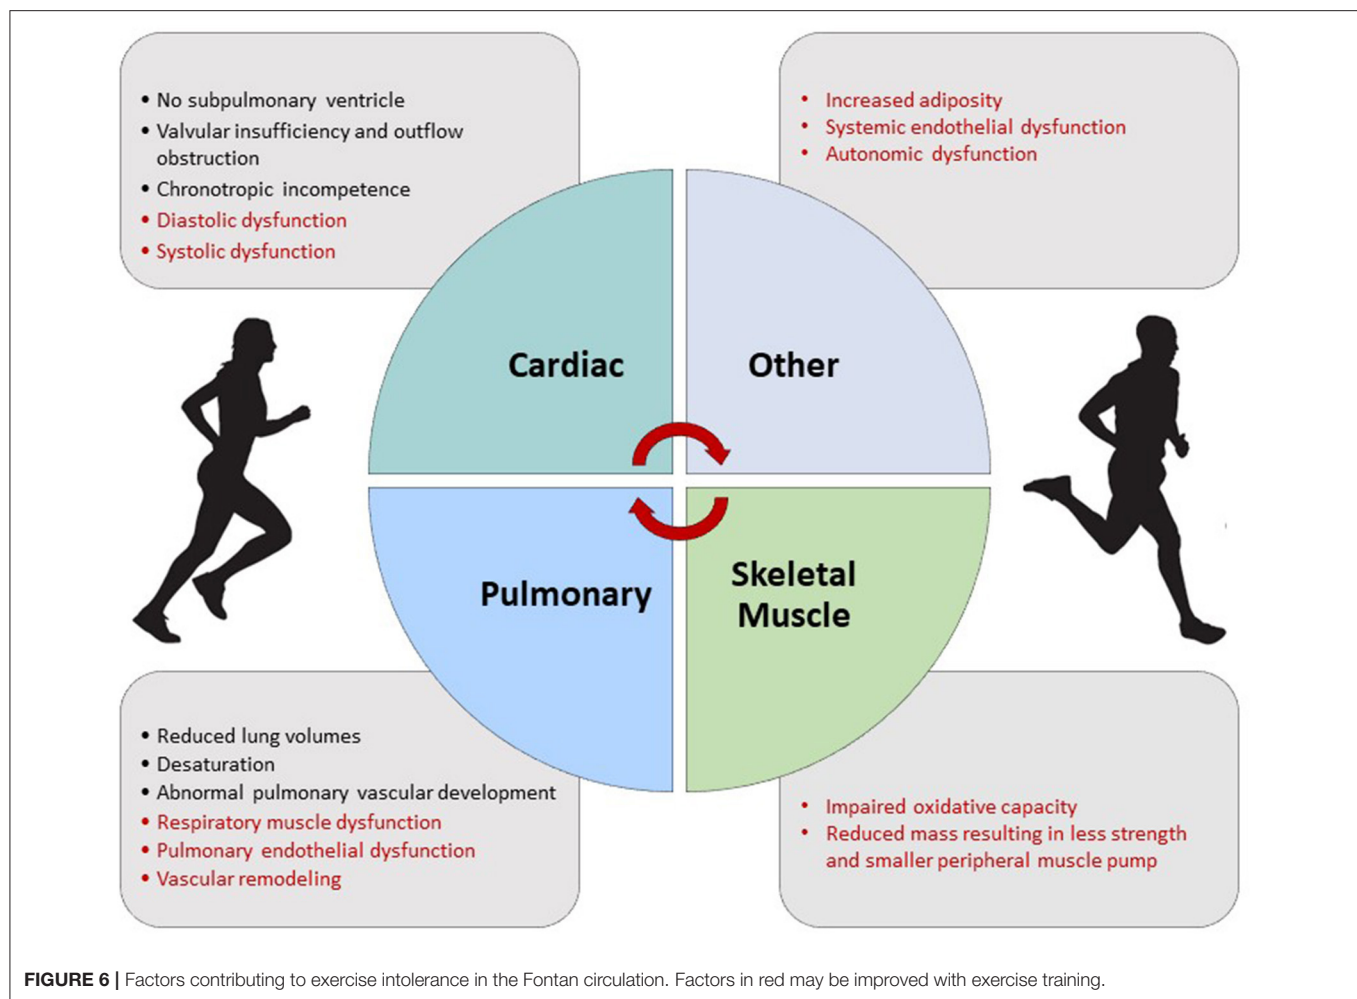 • No subpulmonary ventricle
• Valvular insufficiency and outflow
obstruction
• Chronotropic incompetence
• Diastolic dysfunction
• Systolic dysfunction
• Increased adiposity
• Systemic endothelial dysfunction
• Autonomic dysfunction
Cardiac
Other
Pulmonary
Skeletal
Muscle
• Reduced lung volumes
• Desaturation
• Abnormal pulmonary vascular development
• Respiratory muscle dysfunction
• Pulmonary endothelial dysfunction
• Vascular remodeling
• Impaired oxidative capacity
• Reduced mass resulting in less strength
and smaller peripheral muscle pump
FIGURE 6 | Factors contributing to exercise intolerance in the Fontan circulation. Factors in red may be improved with exercise training.